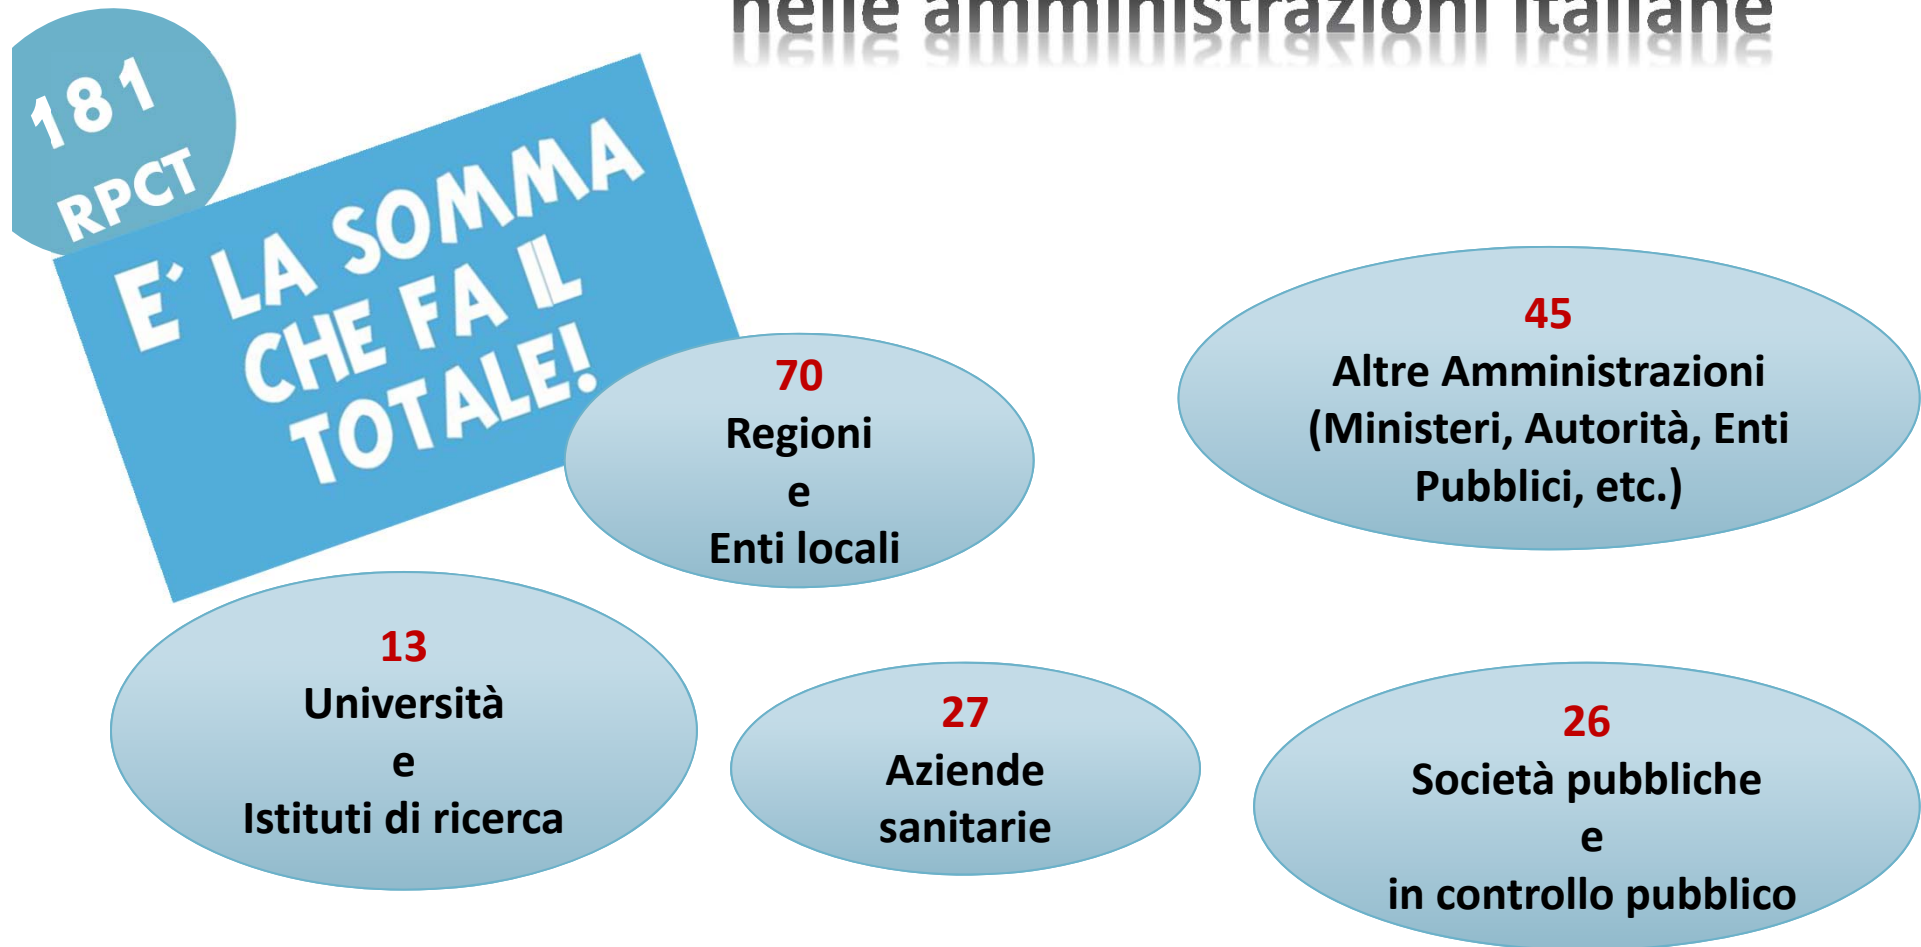 nelle amministrazioni italiane
181
RPCT
E' LA SOMMA
CHE FA IL
TOTALE!
70
Regioni
e
Enti locali
45
Altre Amministrazioni
(Ministeri, Autorità, Enti
Pubblici, etc.)
13
Università
e
Istituti di ricerca
27
Aziende
sanitarie
26
Società pubbliche
e
in controllo pubblico